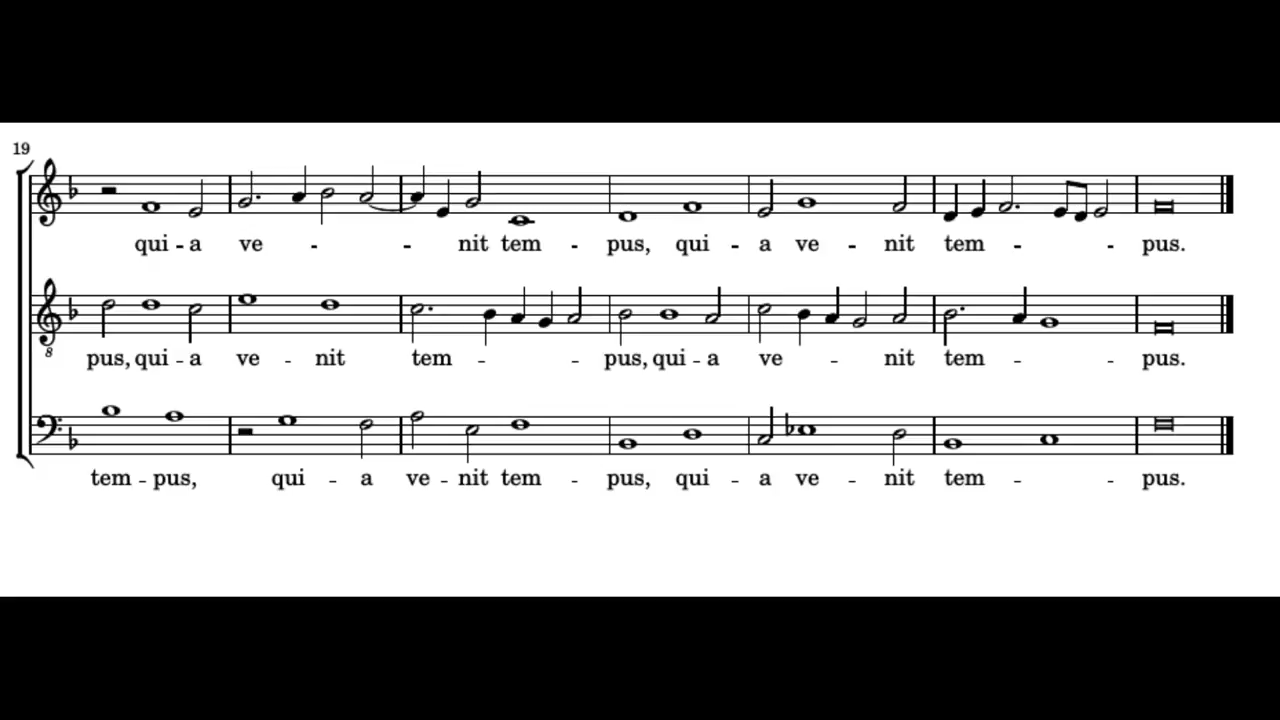 19
qui - a ve - - - nit tem - pus, qui - a ve - nit tem - - - pus.
8
pus, qui - a ve - nit tem - - - pus, qui - a ve - - nit tem - - pus.
tem - pus, qui - a ve - nit tem - pus, qui - a ve - nit tem - - pus.